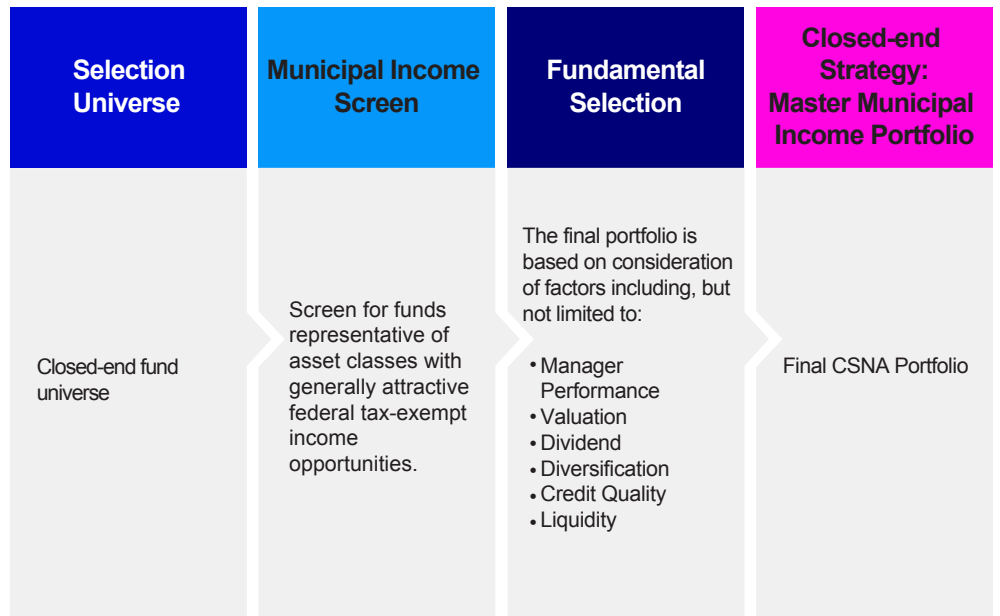 Selection
Universe
Closed-end fund
universe
Municipal Income
Screen
Screen for funds
representative of
asset classes with
generally attractive
federal tax-exempt
income
opportunities.
Fundamental
Selection
The final portfolio is
based on consideration
of factors including, but
not limited to:
• Manager
Performance
• Valuation
• Dividend
• Diversification
• Credit Quality
• Liquidity
Closed-end
Strategy:
Master Municipal
Income Portfolio
Final CSNA Portfolio